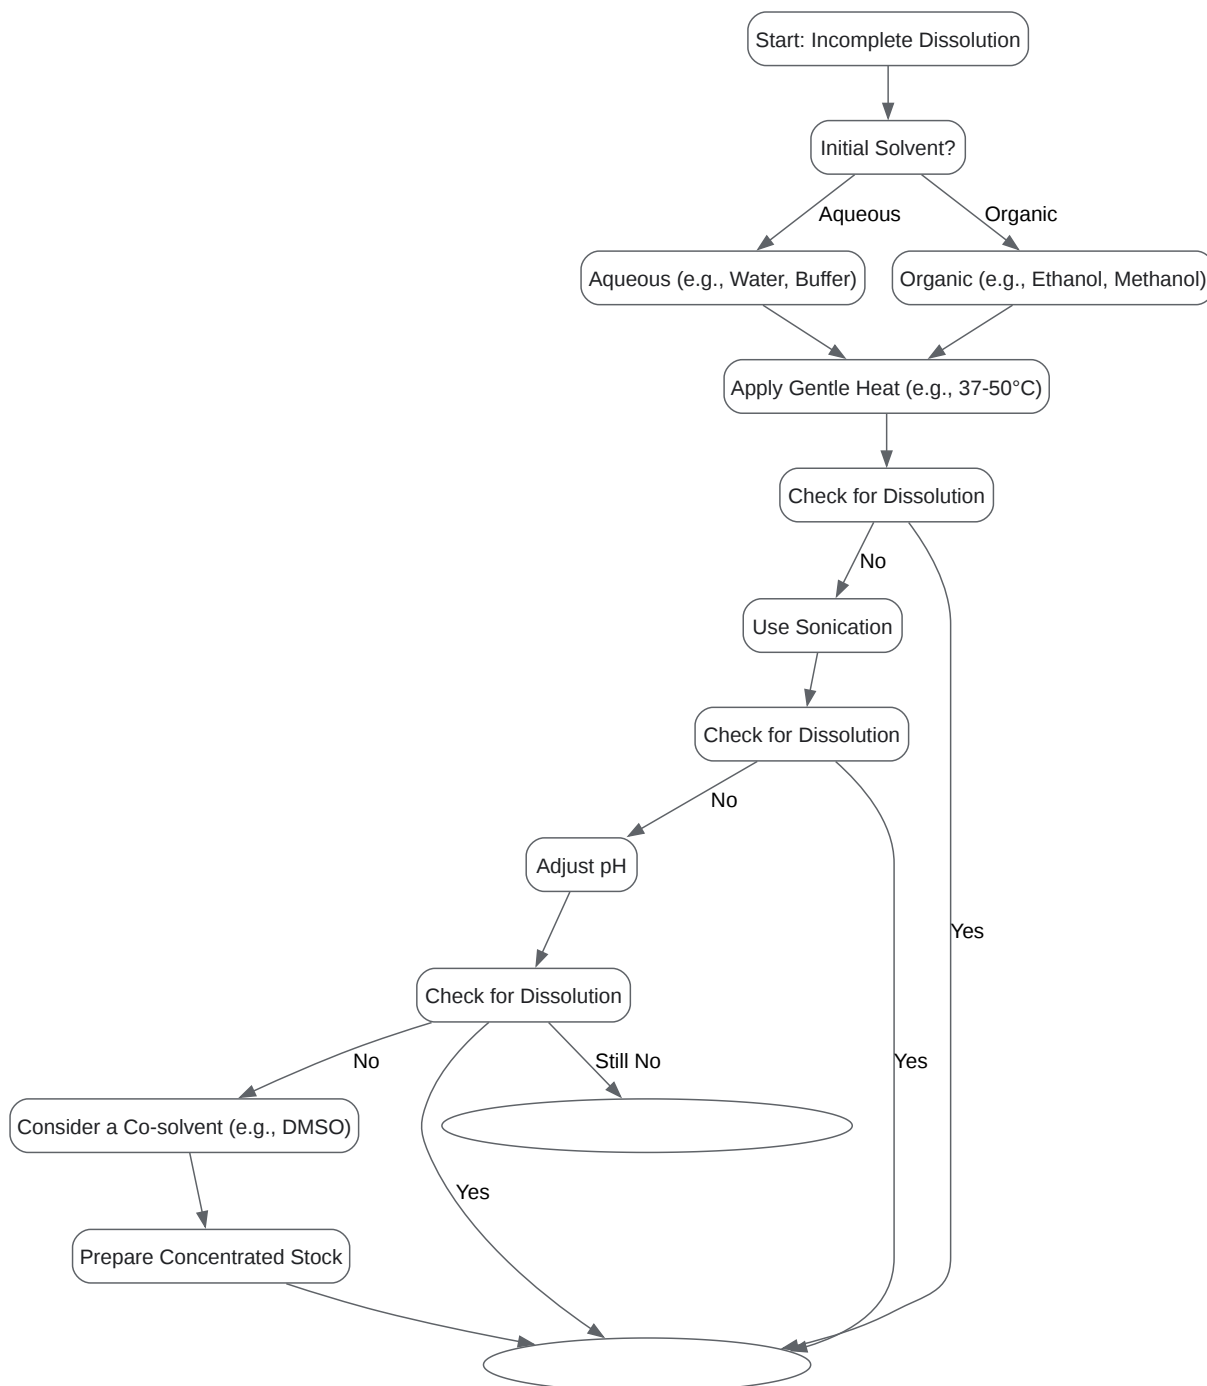 Start: Incomplete Dissolution
Initial Solvent?
Aqueous
Organic
Aqueous (e.g., Water, Buffer)
Organic (e.g., Ethanol, Methanol)
Apply Gentle Heat (e.g., 37-50°C)
Check for Dissolution
No
Use Sonication
Check for Dissolution
No
Adjust pH
Yes
Check for Dissolution
No
Still No
Yes
Consider a Co-solvent (e.g., DMSO)
Yes
Prepare Concentrated Stock